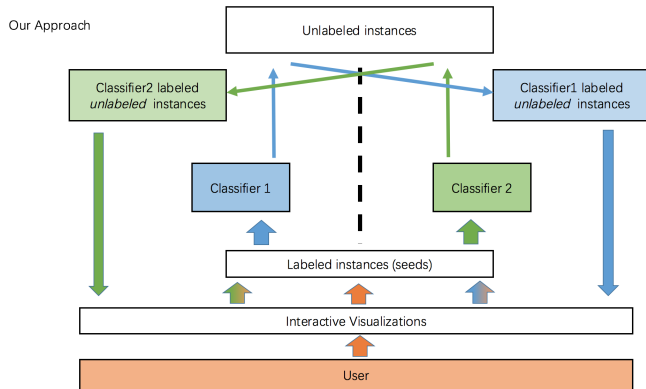 Our Approach
Unlabeled instances
Classifier2 labeled
unlabeled instances
Classifier1 labeled
unlabeled instances
Classifier 1
Classifier 2
Labeled instances (seeds)
Interactive Visualizations
User